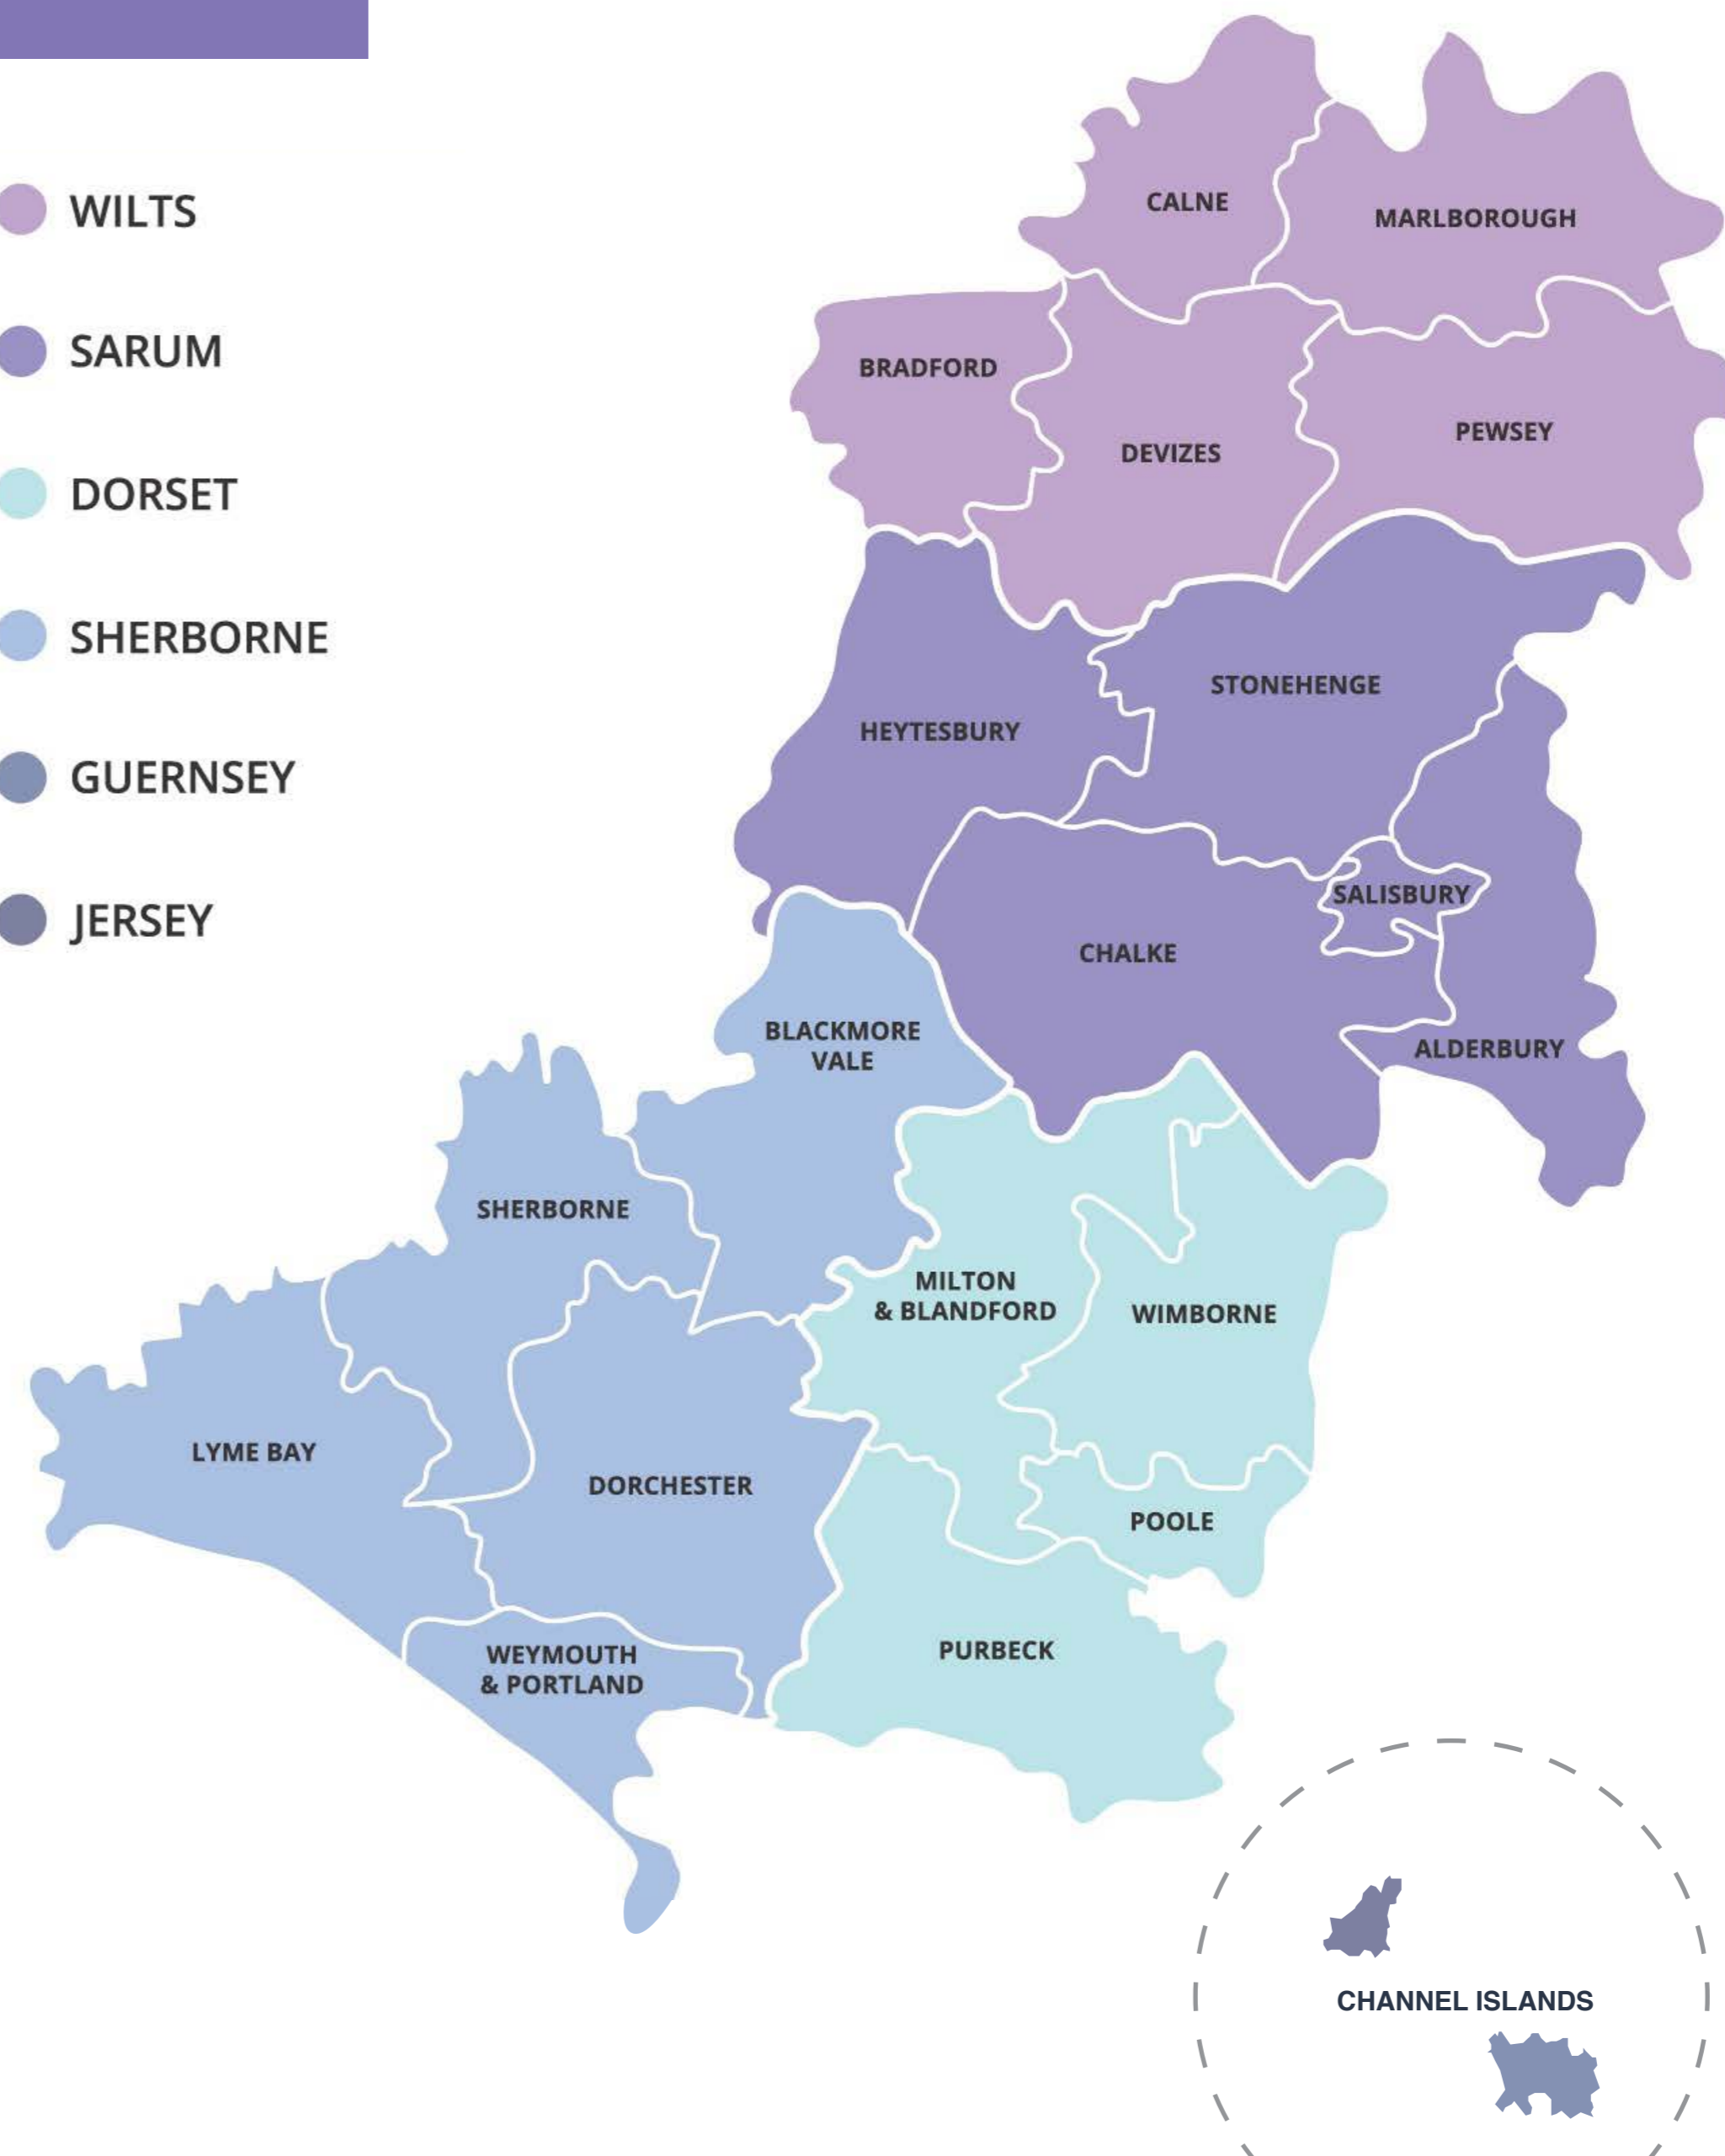 WILTS
SARUM
DORSET
SHERBORNE
GUERNSEY
JERSEY
CALNE
MARLBOROUGH
BRADFORD
DEVIZES
PEWSEY
STONEHENGE
HEYTESBURY
SALISBURY
CHALKE
BLACKMORE
VALE
ALDERBURY
SHERBORNE
MILTON
& BLANDFORD
WIMBORNE
LYME BAY
DORCHESTER
POOLE
PURBECK
WEYMOUTH
& PORTLAND
CHANNEL ISLANDS